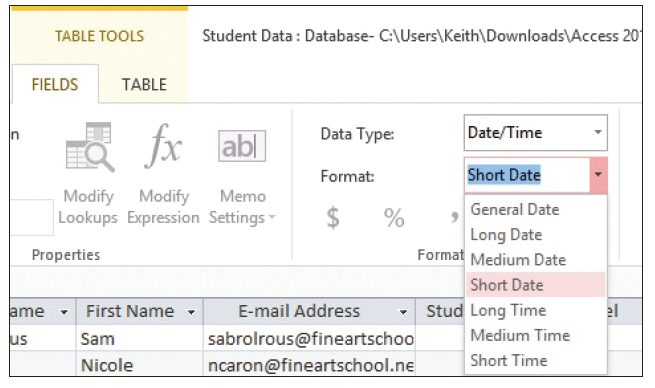 TABLE TOOLS
Student Data : Database- C:\Users\Keith\Downloads\Access 201
FIELDS TABLE
n
fx
ab|
Data Type: Date/Time
Format: Short Date
Modify Lookups
Modify Expression
Memo Settings
$ % ,
General Date
Long Date
Medium Date
Short Date
Long Time
Medium Time
Short Time
Properties
Format
ame First Name E-mail Address Stud el
us Sam sabrolrous@fineartschoo
Nicole ncaron@fineartschool.ne